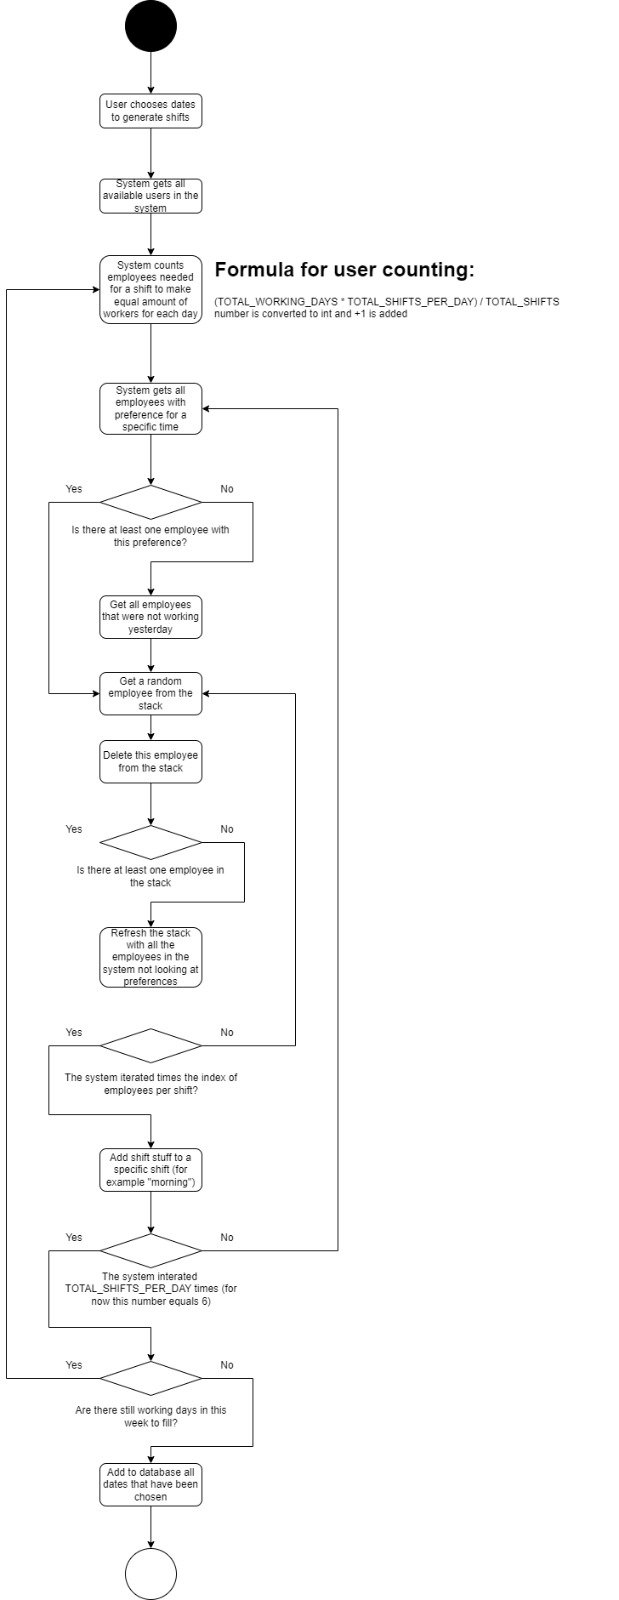 User chooses dates
to generate shifts
System gets all
available users in the
system
System counts
employees needed
for a shift to make
equal amount of
workers for each day
Formula for user counting:
(TOTAL_WORKING_DAYS * TOTAL_SHIFTS_PER_DAY) / TOTAL_SHIFTS
number is converted to int and +1 is added
System gets all
employees with
preference for a
specific time
Yes
No
Is there at least one employee with
this preference?
Get all employees
that were not working
yesterday
Get a random
employee from the
stack
Delete this employee
from the stack
Yes
No
Is there at least one employee in
the stack
Refresh the stack
with all the
employees in the
system not looking at
preferences
Yes
No
The system iterated times the index of
employees per shift?
Add shift stuff to a
specific shift (for
example "morning")
Yes
No
The system interated
TOTAL_SHIFTS_PER_DAY times (for
now this number equals 6)
Yes
No
Are there still working days in this
week to fill?
Add to database all
dates that have been
chosen